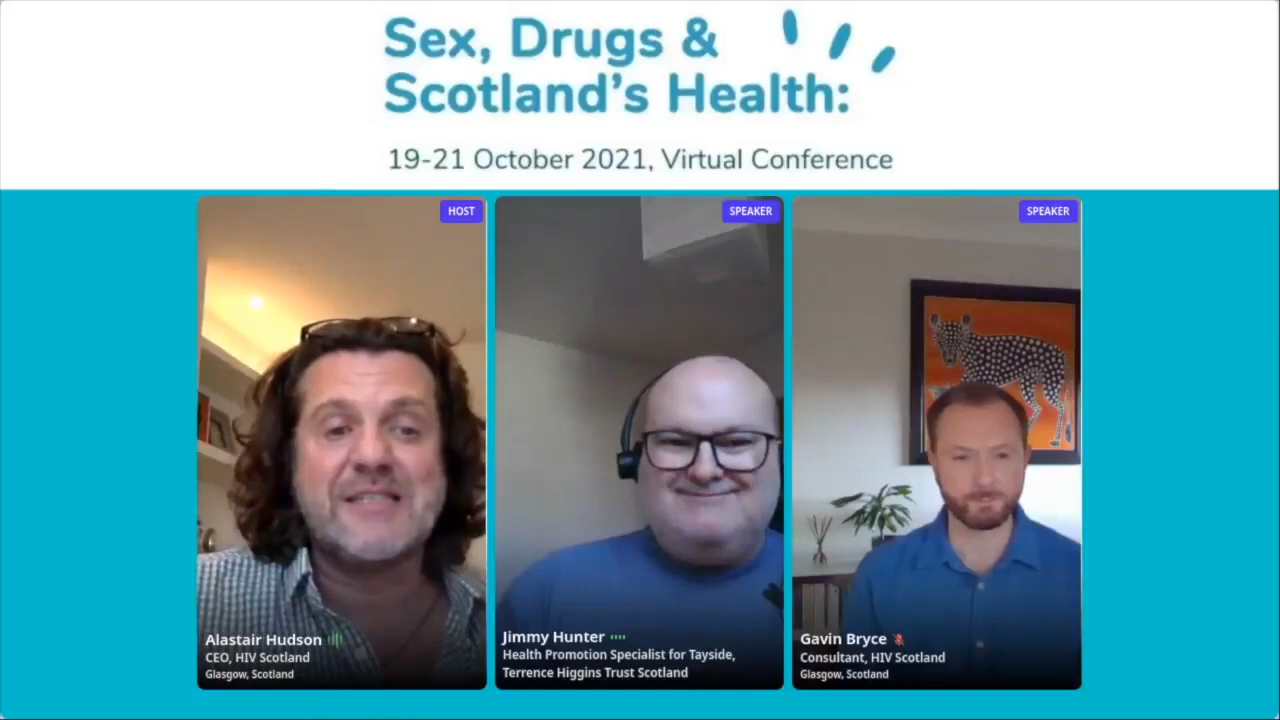 Sex, Drugs &
Scotland's Health:
19-21 October 2021, Virtual Conference
HOST
SPEAKER
SPEAKER
Alastair Hudson
CEO, HIV Scotland
Glasgow, Scotland
Jimmy Hunter
Health Promotion Specialist for Tayside,
Terrence Higgins Trust Scotland
Gavin Bryce
Consultant, HIV Scotland
Glasgow, Scotland